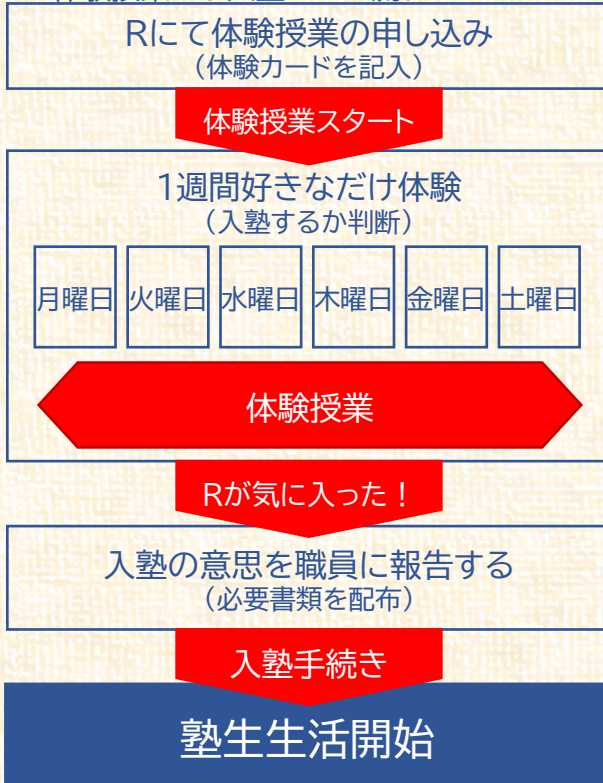 Rにて体験授業の申し込み
（体験カードを記入）
体験授業スタート
1週間好きなだけ体験
（入塾するか判断）
月曜日 火曜日 水曜日 木曜日 金曜日 土曜日
体験授業
Rが気に入った！
入塾の意思を職員に報告する
（必要書類を配布）
入塾手続き
塾生生活開始